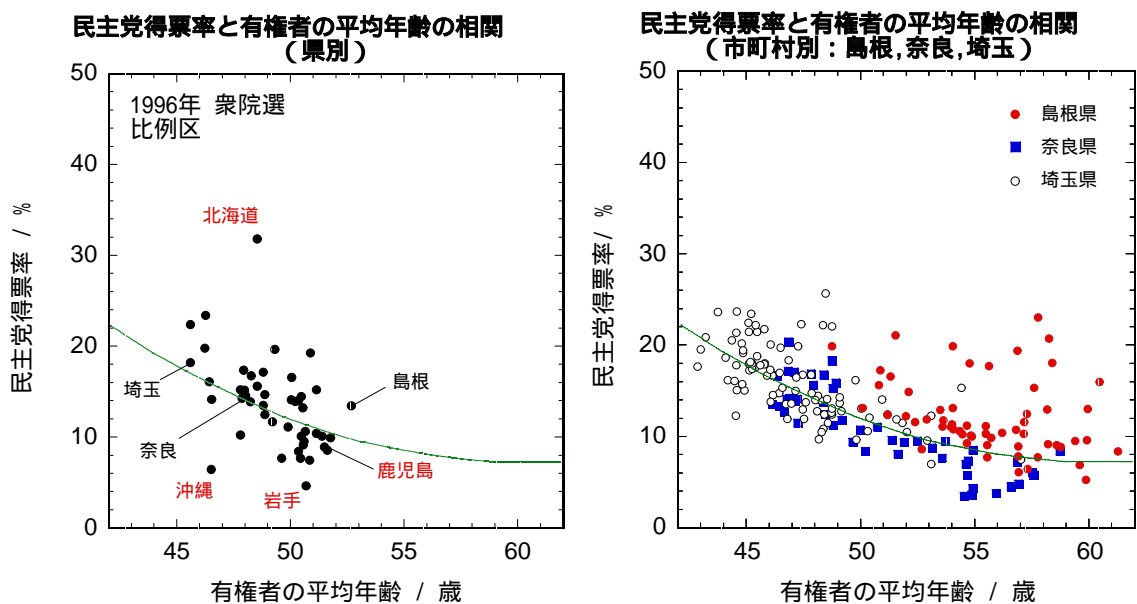 民主党得票率と有権者の平均年齢の相関
（県別）
50
40
30
20
10
0
1996年 衆院選
比例区
北海道
埼玉
島根
奈良
鹿児島
沖縄
岩手
45
50
55
60
民主党得票率 / %
有権者の平均年齢 / 歳
民主党得票率と有権者の平均年齢の相関
（市町村別：島根,奈良,埼玉）
50
40
30
20
10
0
島根県
奈良県
埼玉県
45
50
55
60
民主党得票率/ %
有権者の平均年齢 / 歳